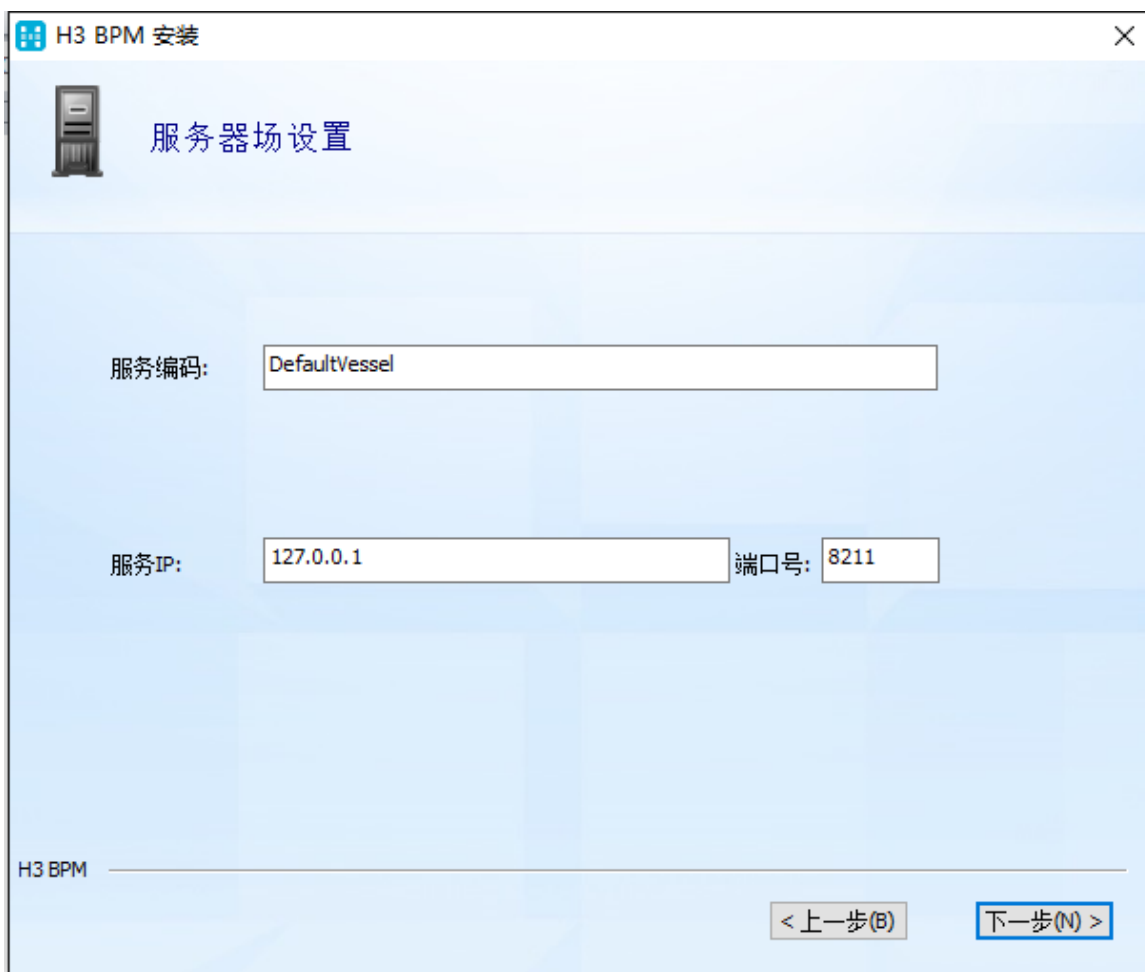 H3 BPM 安装
服务器场设置
服务编码: DefaultVessel
服务IP: 127.0.0.1 端口号: 8211
H3 BPM
< 上一步(B) 下一步(N) >